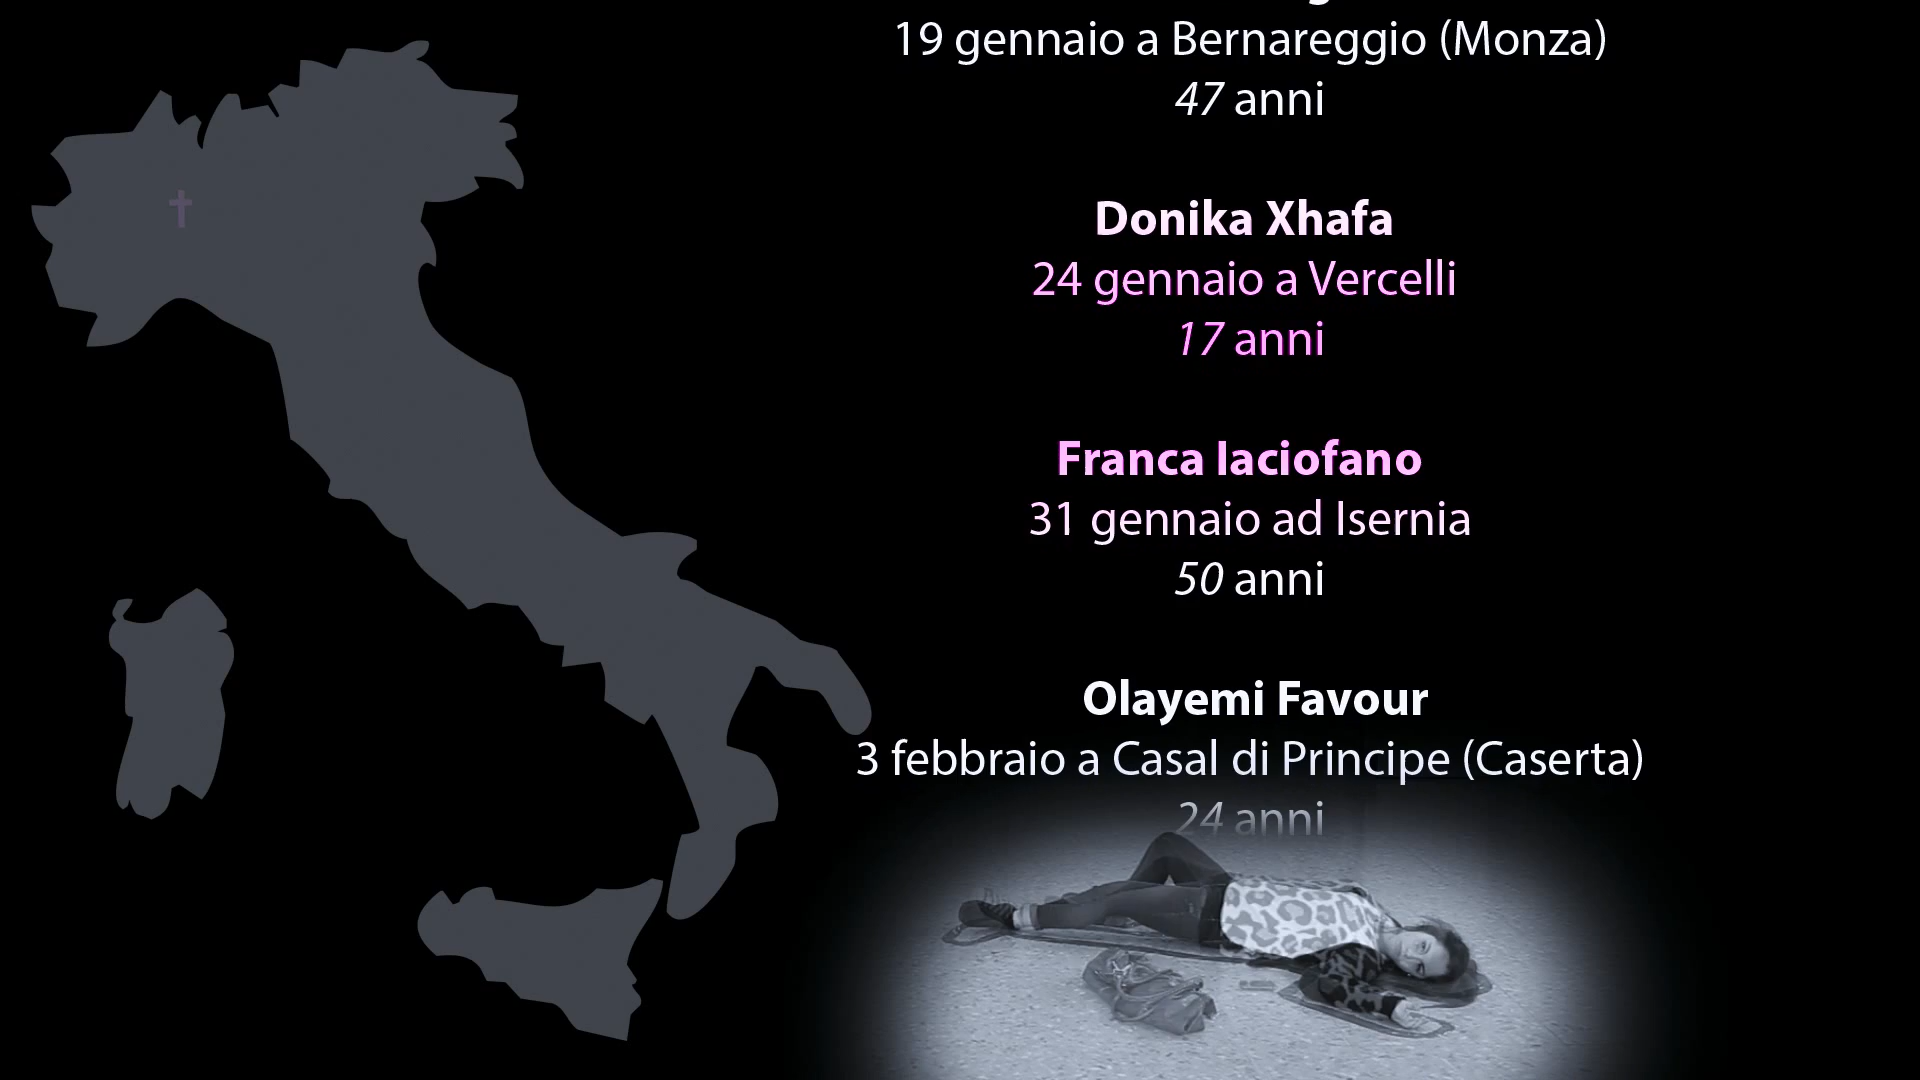 19 gennaio a Bernareggio (Monza)
47 anni
Donika Xhafa
24 gennaio a Vercelli
17 anni
Franca Iaciofano
31 gennaio ad Isernia
50 anni
Olayemi Favour
3 febbraio a Casal di Principe (Caserta)
24 anni